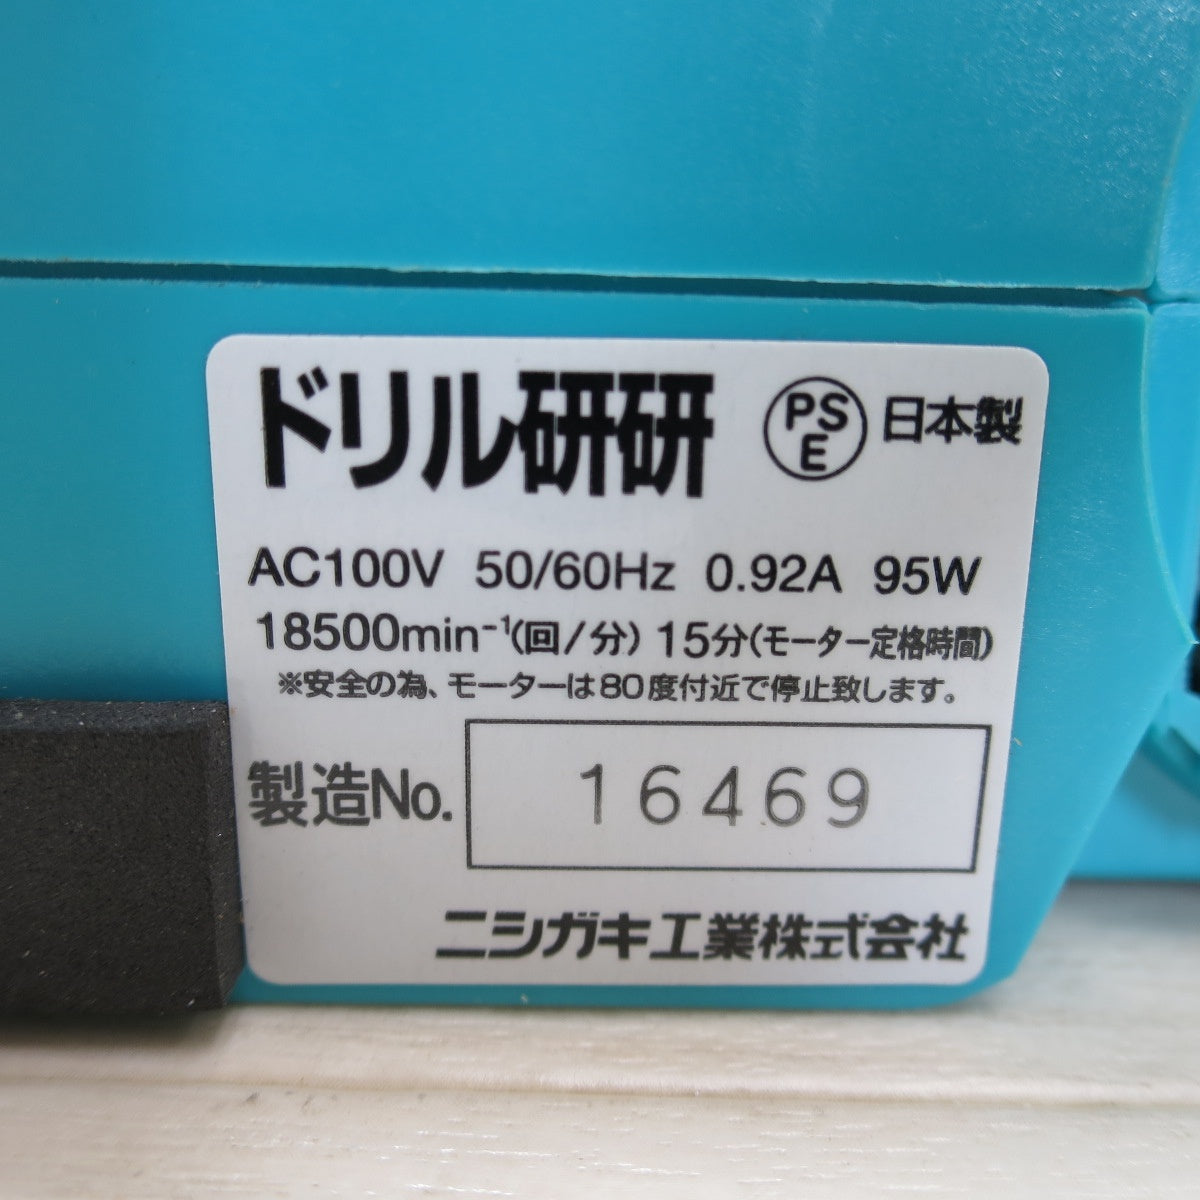 ドリル研研 PSE 日本製
AC100V 50/60Hz 0.92A 95W
18500min⁻¹(回/分) 15分(モーター定格時間)
※安全の為、モーターは80度付近で停止致します。
製造No. 16469
ニシガキ工業株式会社